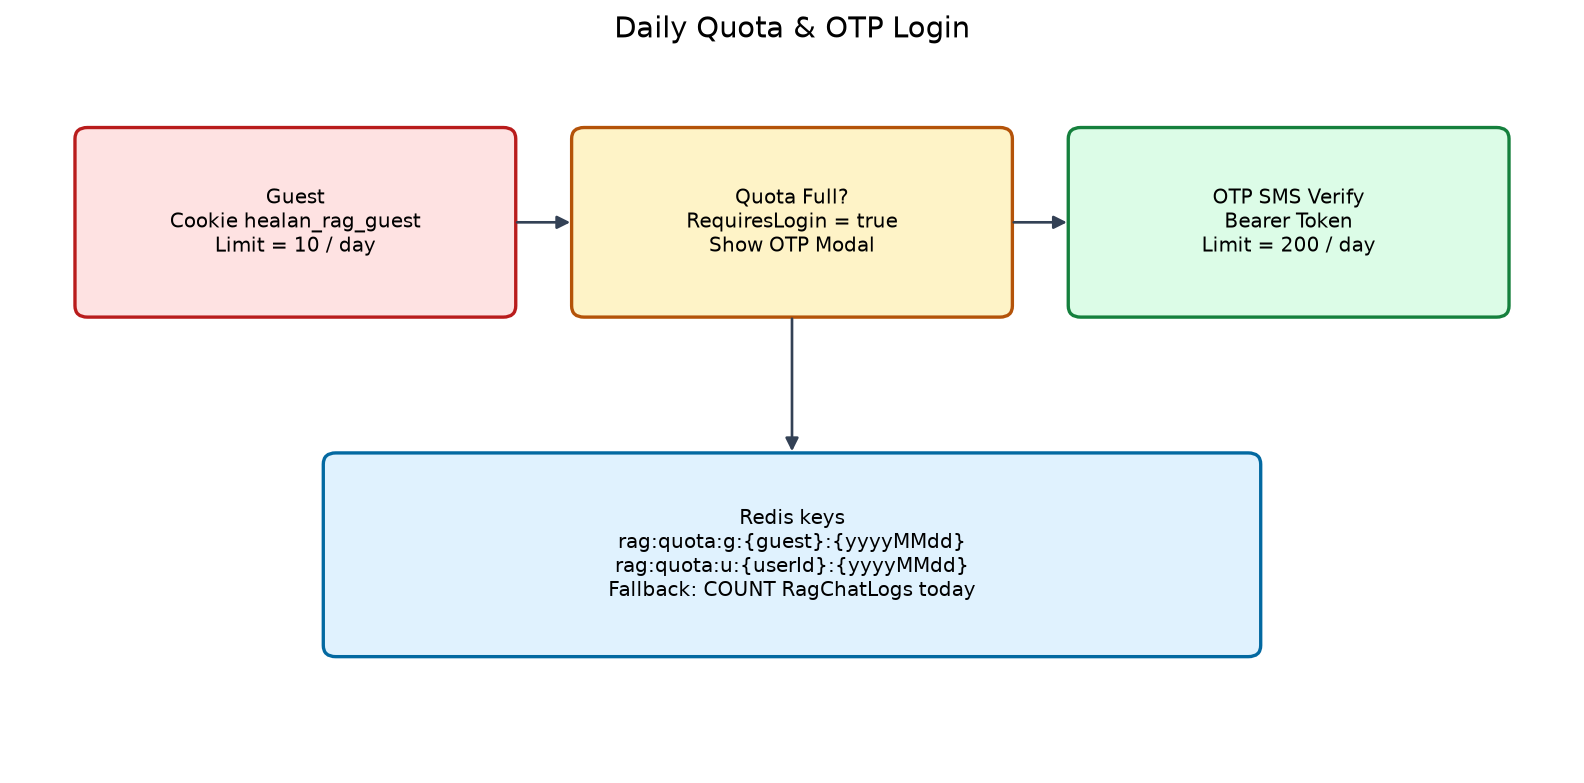 Daily Quota & OTP Login
Guest
Cookie healan_rag_guest
Limit = 10 / day
Quota Full?
RequiresLogin = true
Show OTP Modal
OTP SMS Verify
Bearer Token
Limit = 200 / day
Redis keys
rag:quota:g:{guest}:{yyyyMMdd}
rag:quota:u:{userId}:{yyyyMMdd}
Fallback: COUNT RagChatLogs today